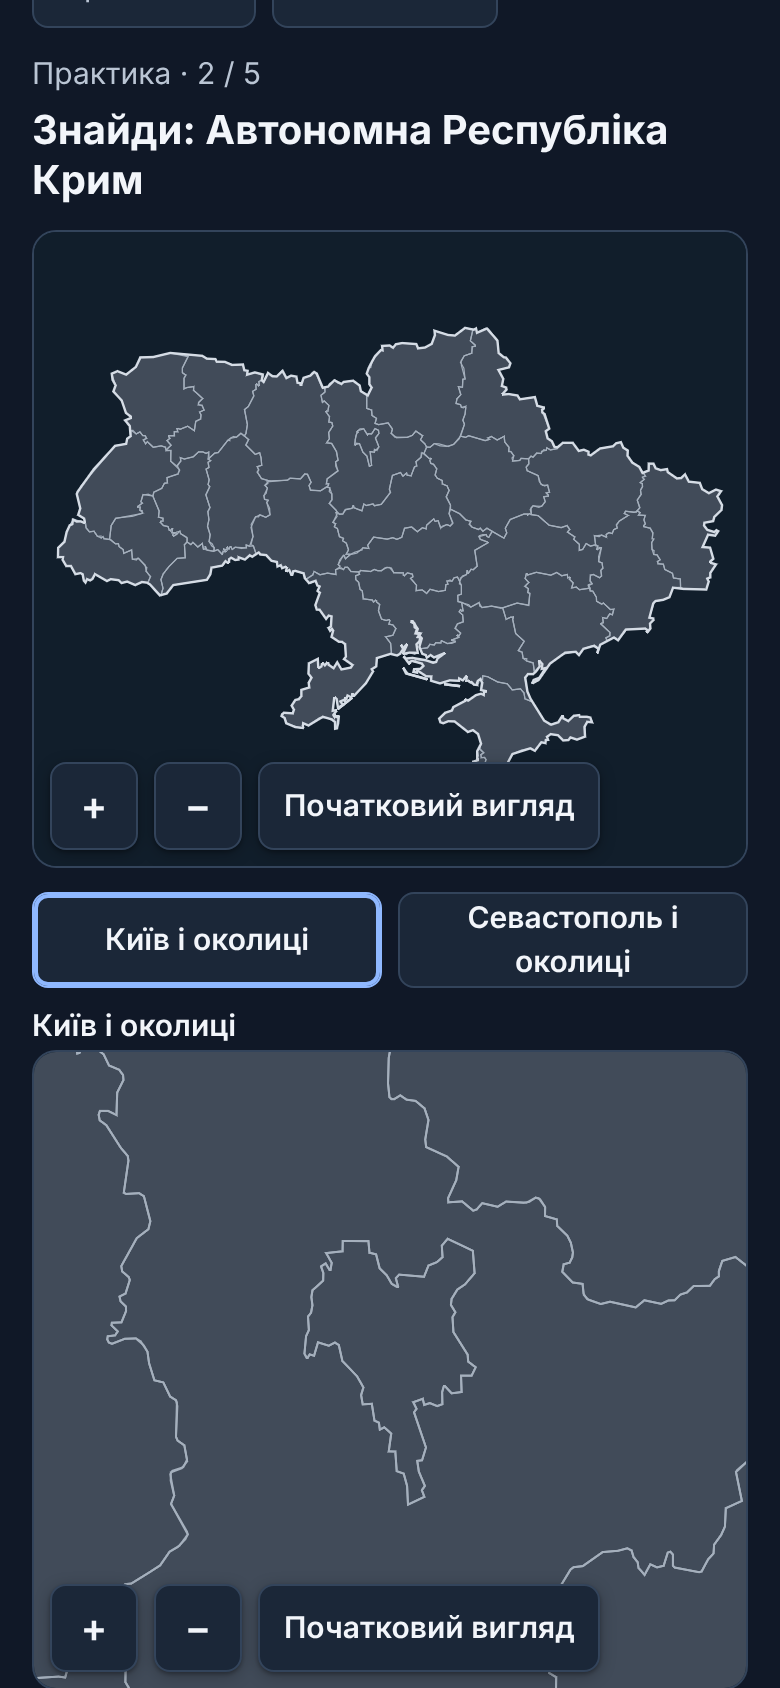 Практика · 2 / 5
Знайди: Автономна Республіка
Крим
+
−
Початковий вигляд
Київ і околиці
Севастополь і
околиці
Київ і околиці
+
−
Початковий вигляд